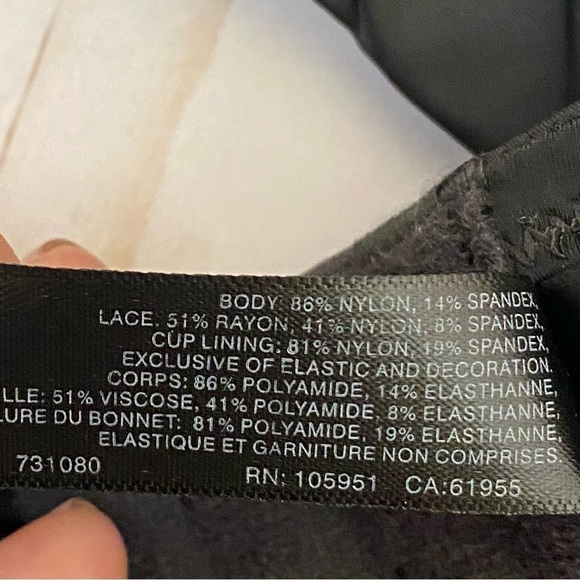 BODY: 86% NYLON, 14% SPANDEX,
LACE: 51% RAYON, 41% NYLON, 8% SPANDEX,
CUP LINING: 81% NYLON, 19% SPANDEX,
EXCLUSIVE OF ELASTIC AND DECORATION.
CORPS: 86% POLYAMIDE, 14% ELASTHANNE,
LLE: 51% VISCOSE, 41% POLYAMIDE, 8% ELASTHANNE,
LURE DU BONNET: 81% POLYAMIDE, 19% ELASTHANNE,
ELASTIQUE ET GARNITURE NON COMPRISES.
731080 RN: 105951 CA:61955